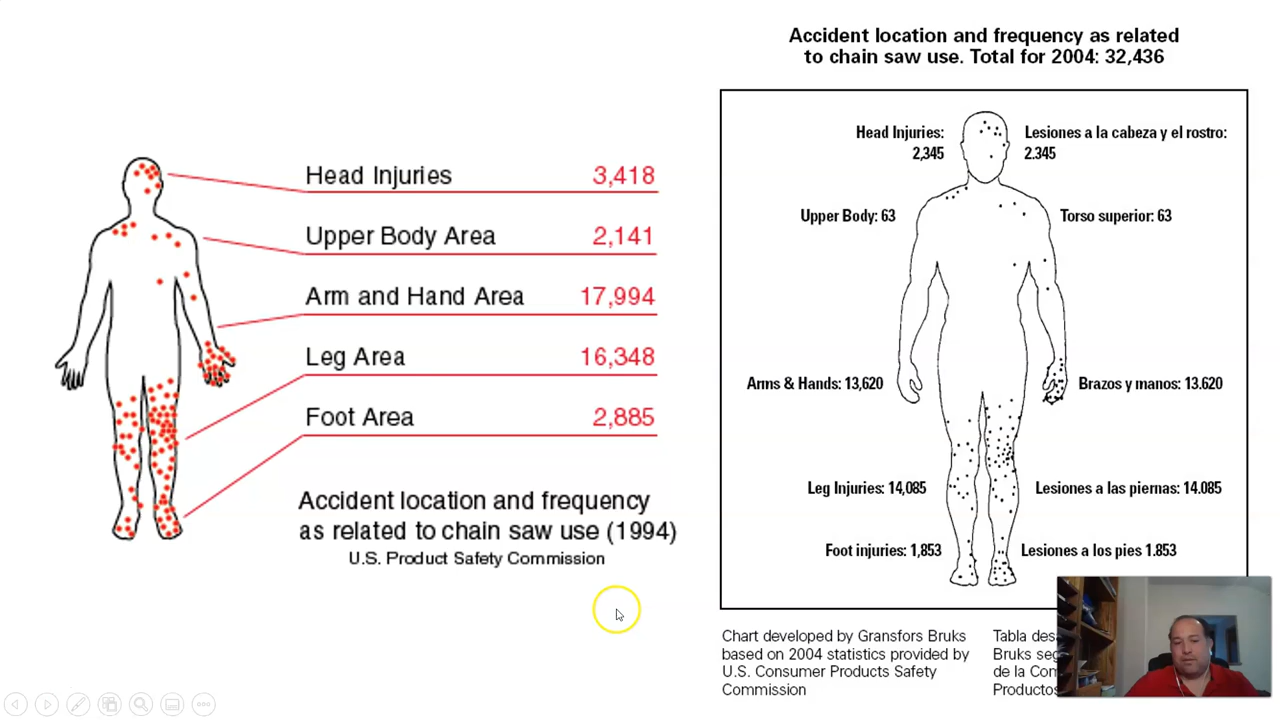 Head Injuries 3,418
Upper Body Area 2,141
Arm and Hand Area 17,994
Leg Area 16,348
Foot Area 2,885
Accident location and frequency
as related to chain saw use (1994)
U.S. Product Safety Commission
Accident location and frequency as related
to chain saw use. Total for 2004: 32,436
Head Injuries:
2,345
Lesiones a la cabeza y el rostro:
2.345
Upper Body: 63
Torso superior: 63
Arms & Hands: 13,620
Brazos y manos: 13.620
Leg Injuries: 14,085
Lesiones a las piernas: 14.085
Foot injuries: 1,853
Lesiones a los pies 1.853
Chart developed by Gransfors Bruks
based on 2004 statistics provided by
U.S. Consumer Products Safety
Commission
Tabla
Bruks
de la
Productos